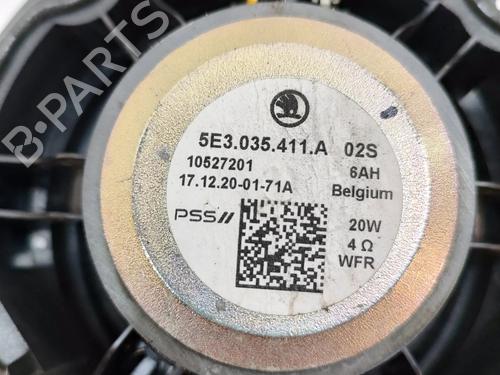 5E3.035.411.A 02S
10527201 6AH
17.12.20-01-71A Belgium
PSS// 20W
4 Ω
WFR
B-PARTS